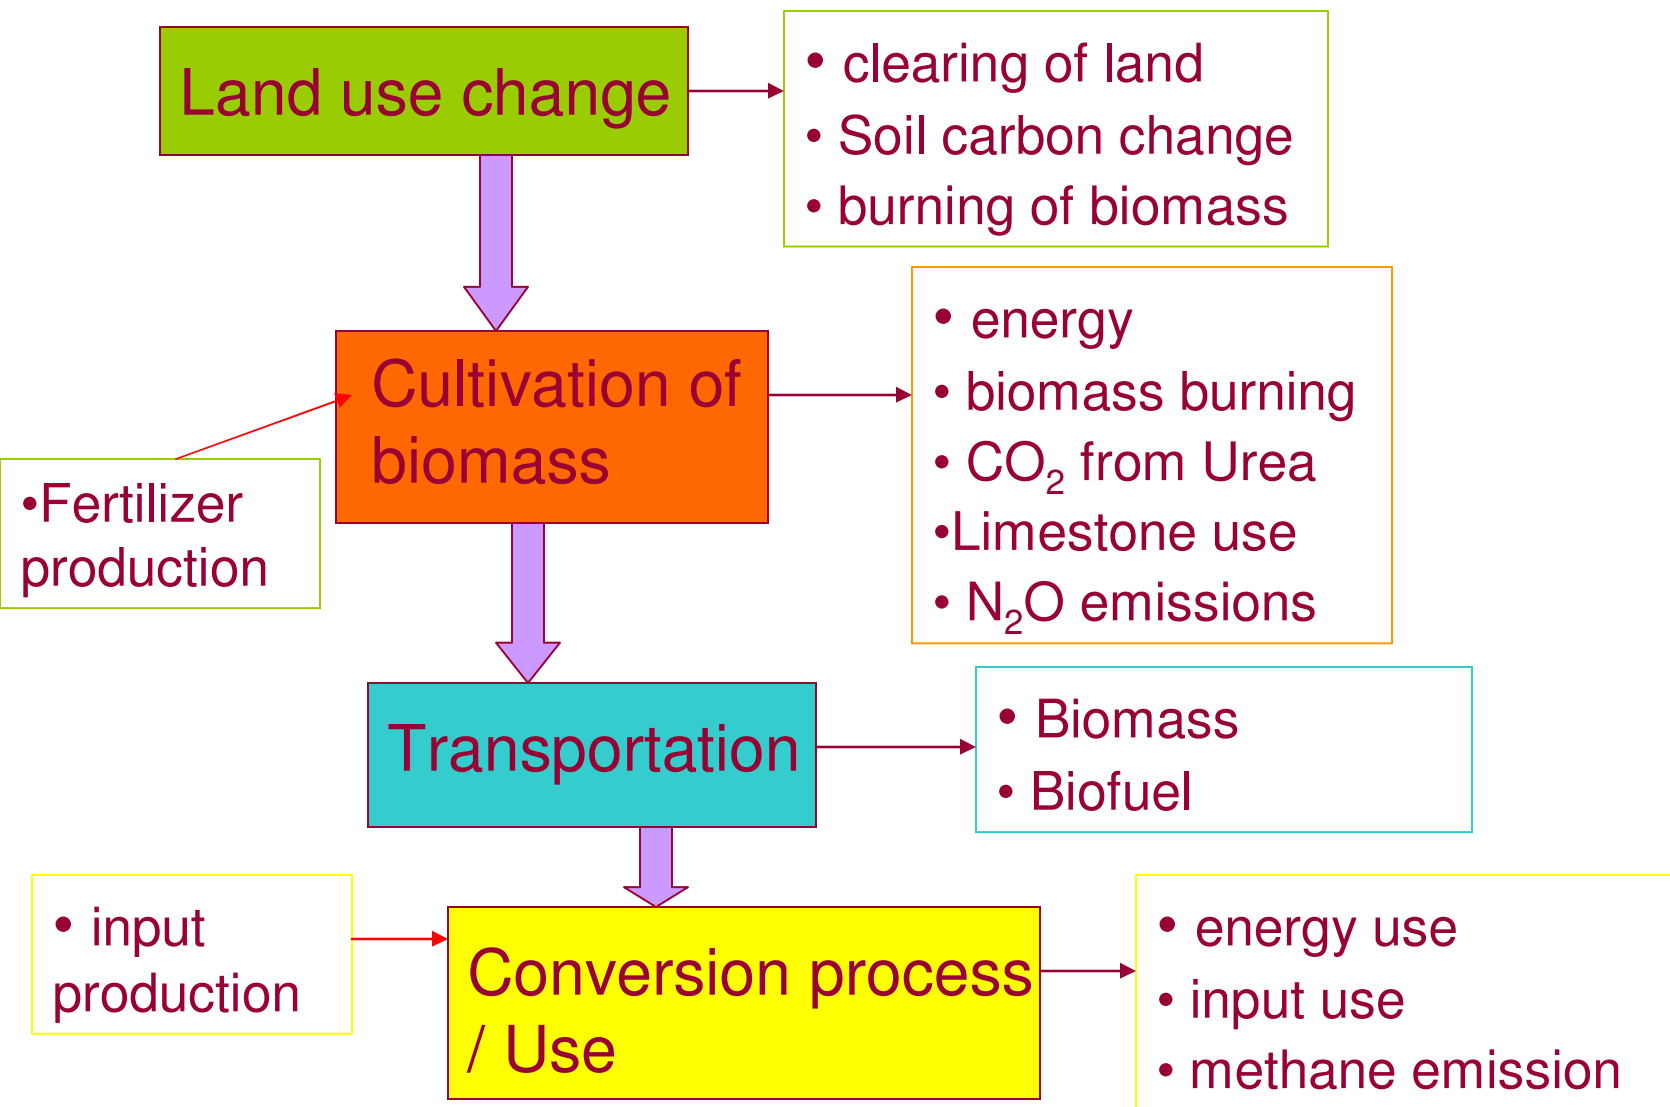 Land use change
• clearing of land
• Soil carbon change
• burning of biomass
Cultivation of
biomass
• energy
• biomass burning
• CO₂ from Urea
•Limestone use
• N₂O emissions
•Fertilizer
production
Transportation
• Biomass
• Biofuel
• input
production
Conversion process
/ Use
• energy use
• input use
• methane emission